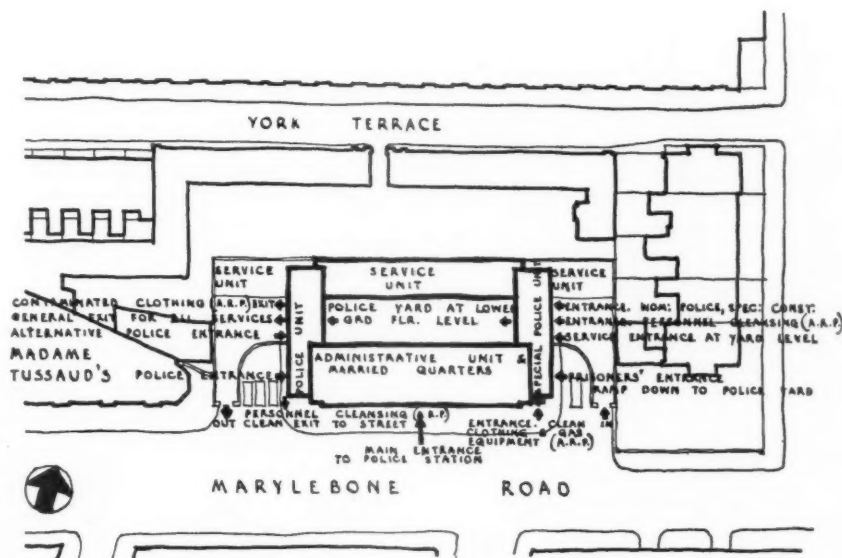 YORK TERRACE
SERVICE UNIT
SERVICE UNIT
SERVICE UNIT
CONTAMINATED CLOTHING (A.R.P.) EXIT
GENERAL EXIT FOR ALL SERVICES
ALTERNATIVE POLICE ENTRANCE
MADAME
TUSSAUD'S
POLICE ENTRANCE
POLICE UNIT
POLICE YARD AT LOWER
GRD FLR. LEVEL
ADMINISTRATIVE UNIT &
MARRIED QUARTERS
SPECIAL POLICE UNIT
ENTRANCE. WOM: POLICE, SPEC: CONST:
ENTRANCE. PERSONNEL CLEANSING (A.R.P.)
SERVICE ENTRANCE AT YARD LEVEL
PRISONERS' ENTRANCE
RAMP DOWN TO POLICE YARD
PERSONNEL CLEANSING (A.R.P.)
OUT CLEAN EXIT TO STREET
MAIN ENTRANCE
TO POLICE STATION
ENTRANCE. CLEAN
CLOTHING & GAS
EQUIPMENT (A.R.P.)
IN
MARYLEBONE ROAD